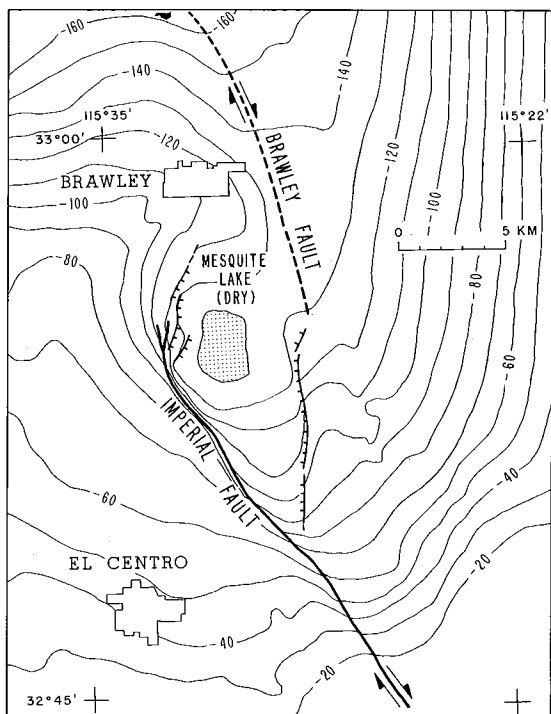 -160
-140
-140
115°35'
115°22'
33°00'
-120
BRAWLEY
BRAWLEY FAULT
-120
-100
-100
0 5 KM
MESQUITE
LAKE
(DRY)
-80
-80
-60
IMPERIAL FAULT
-40
-60
-20
EL CENTRO
-40
-20
32°45'